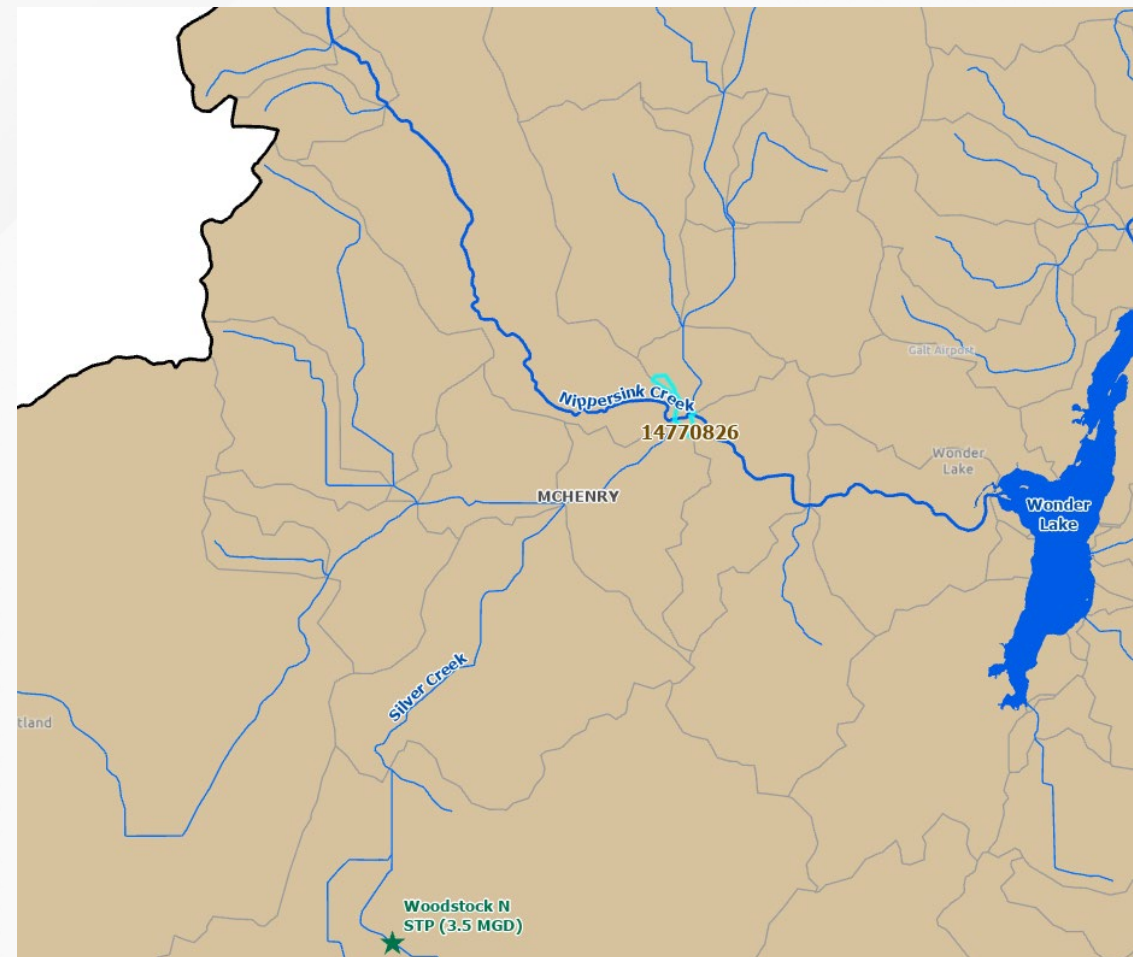 Galt Airport
Nippersink Creek
14770826
Wonder
Lake
MCHENRY
Wonder
Lake
Silver Creek
tland
Woodstock N
STP (3.5 MGD)